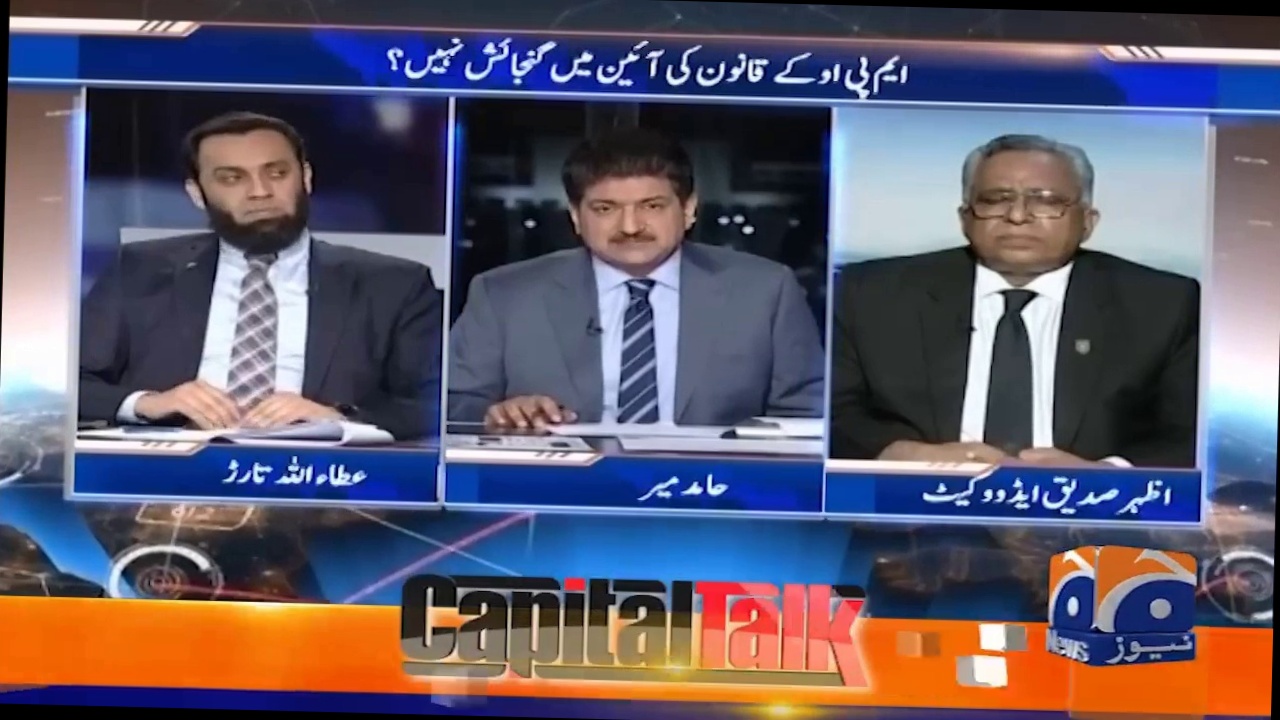 ایم پی او کے قانون کی آئین میں گنجائش نہیں؟
عطاء اللہ تارڑ
حامد میر
اظہر صدیق ایڈووکیٹ
Capital Talk
News نیوز